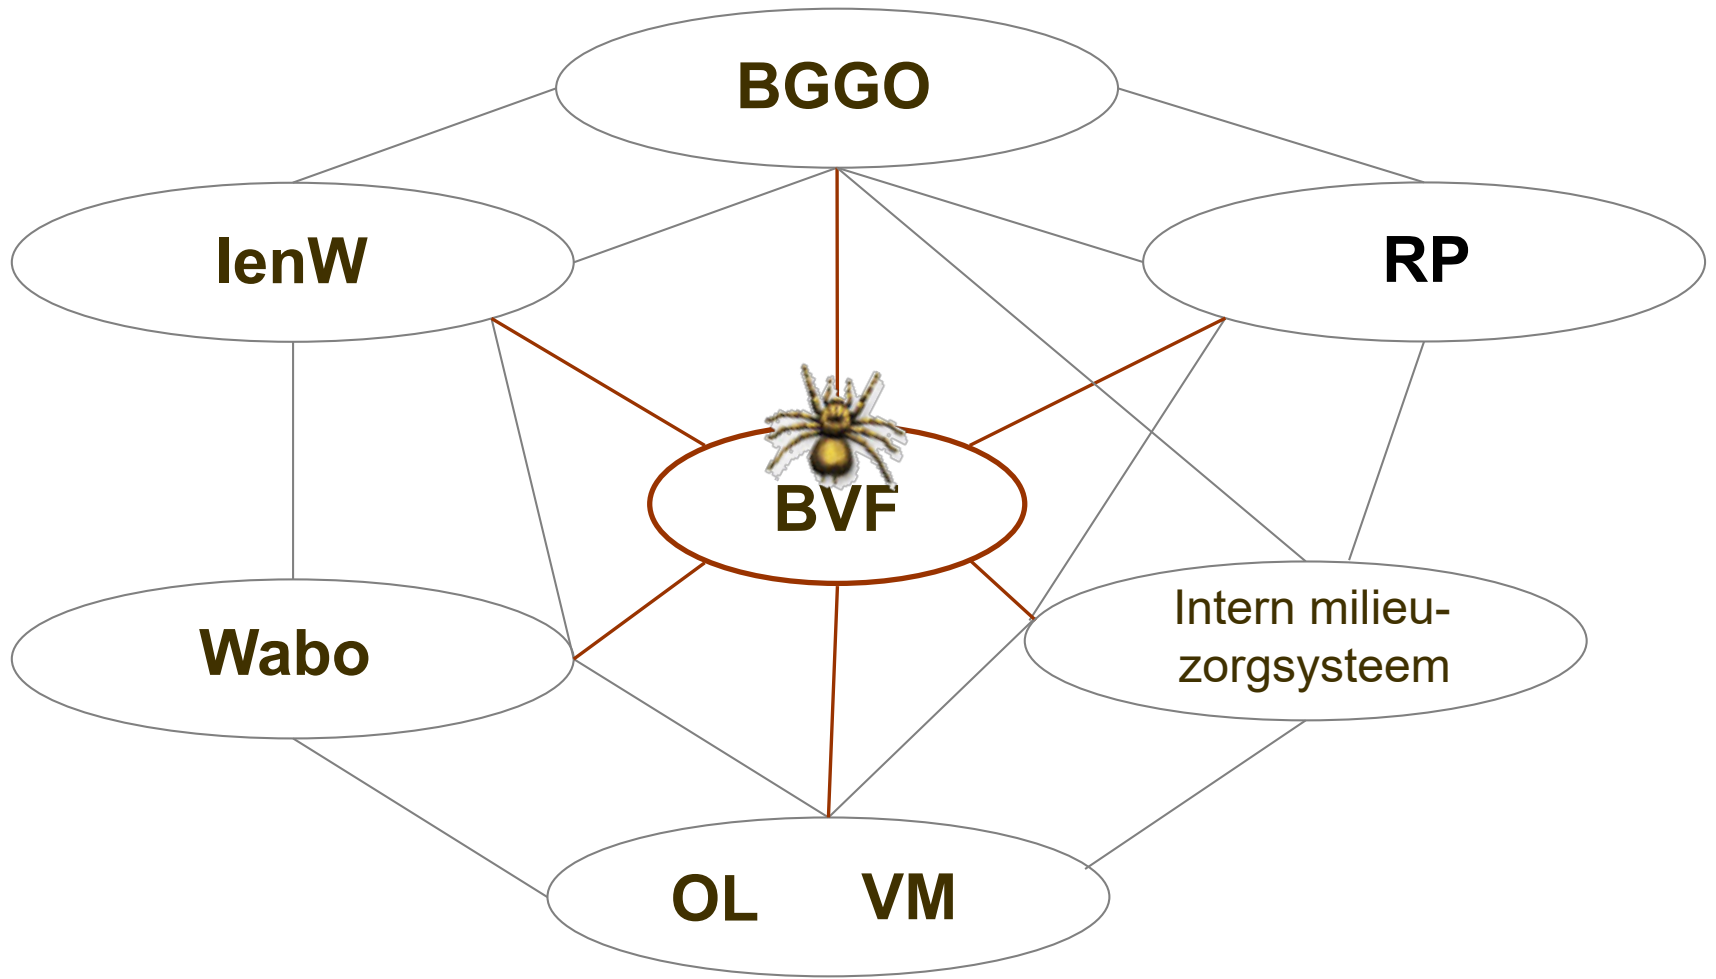 BGGO
IenW
RP
BVF
Intern milieu-
zorgsysteem
Wabo
OL VM